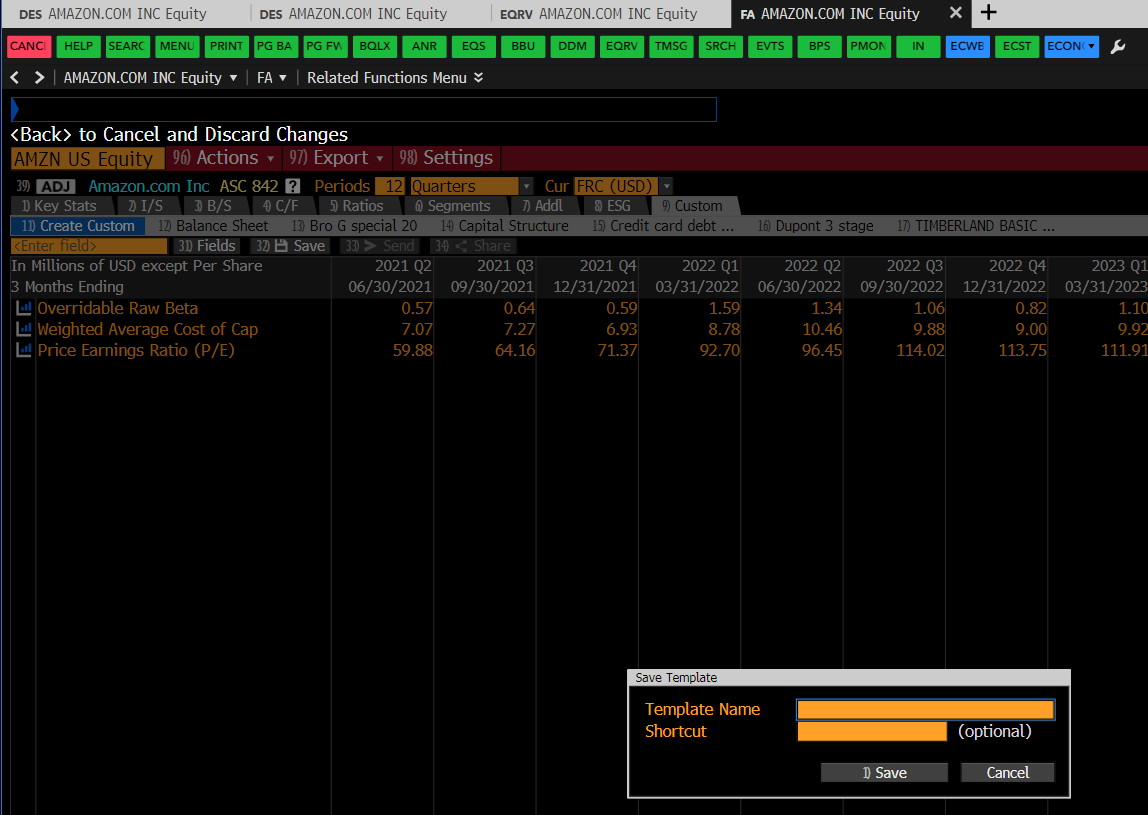 DES AMAZON.COM INC Equity DES AMAZON.COM INC Equity EQRV AMAZON.COM INC Equity FA AMAZON.COM INC Equity × +
CANC HELP SEARC MENU PRINT PG BA PG FW BQLX ANR EQS BBU DDM EQRV TMSG SRCH EVTS BPS PMON IN ECWB ECST ECON
< > AMAZON.COM INC Equity FA Related Functions Menu
<Back> to Cancel and Discard Changes
AMZN US Equity 96) Actions 97) Export 98) Settings
39) ADJ Amazon.com Inc ASC 842 ? Periods 12 Quarters Cur FRC (USD)
1) Key Stats 2) I/S 3) B/S 4) C/F 5) Ratios 6) Segments 7) Addl 8) ESG 9) Custom
11) Create Custom 12) Balance Sheet 13) Bro G special 20 14) Capital Structure 15) Credit card debt ... 16) Dupont 3 stage 17) TIMBERLAND BASIC ...
<Enter field> 31) Fields 32) Save 33) Send 34) Share
In Millions of USD except Per Share 2021 Q2 2021 Q3 2021 Q4 2022 Q1 2022 Q2 2022 Q3 2022 Q4 2023 Q1
3 Months Ending 06/30/2021 09/30/2021 12/31/2021 03/31/2022 06/30/2022 09/30/2022 12/31/2022 03/31/2023
Overridable Raw Beta 0.57 0.64 0.59 1.59 1.34 1.06 0.82 1.10
Weighted Average Cost of Cap 7.07 7.27 6.93 8.78 10.46 9.88 9.00 9.92
Price Earnings Ratio (P/E) 59.88 64.16 71.37 92.70 96.45 114.02 113.75 111.91
Save Template
Template Name
Shortcut (optional)
1) Save Cancel